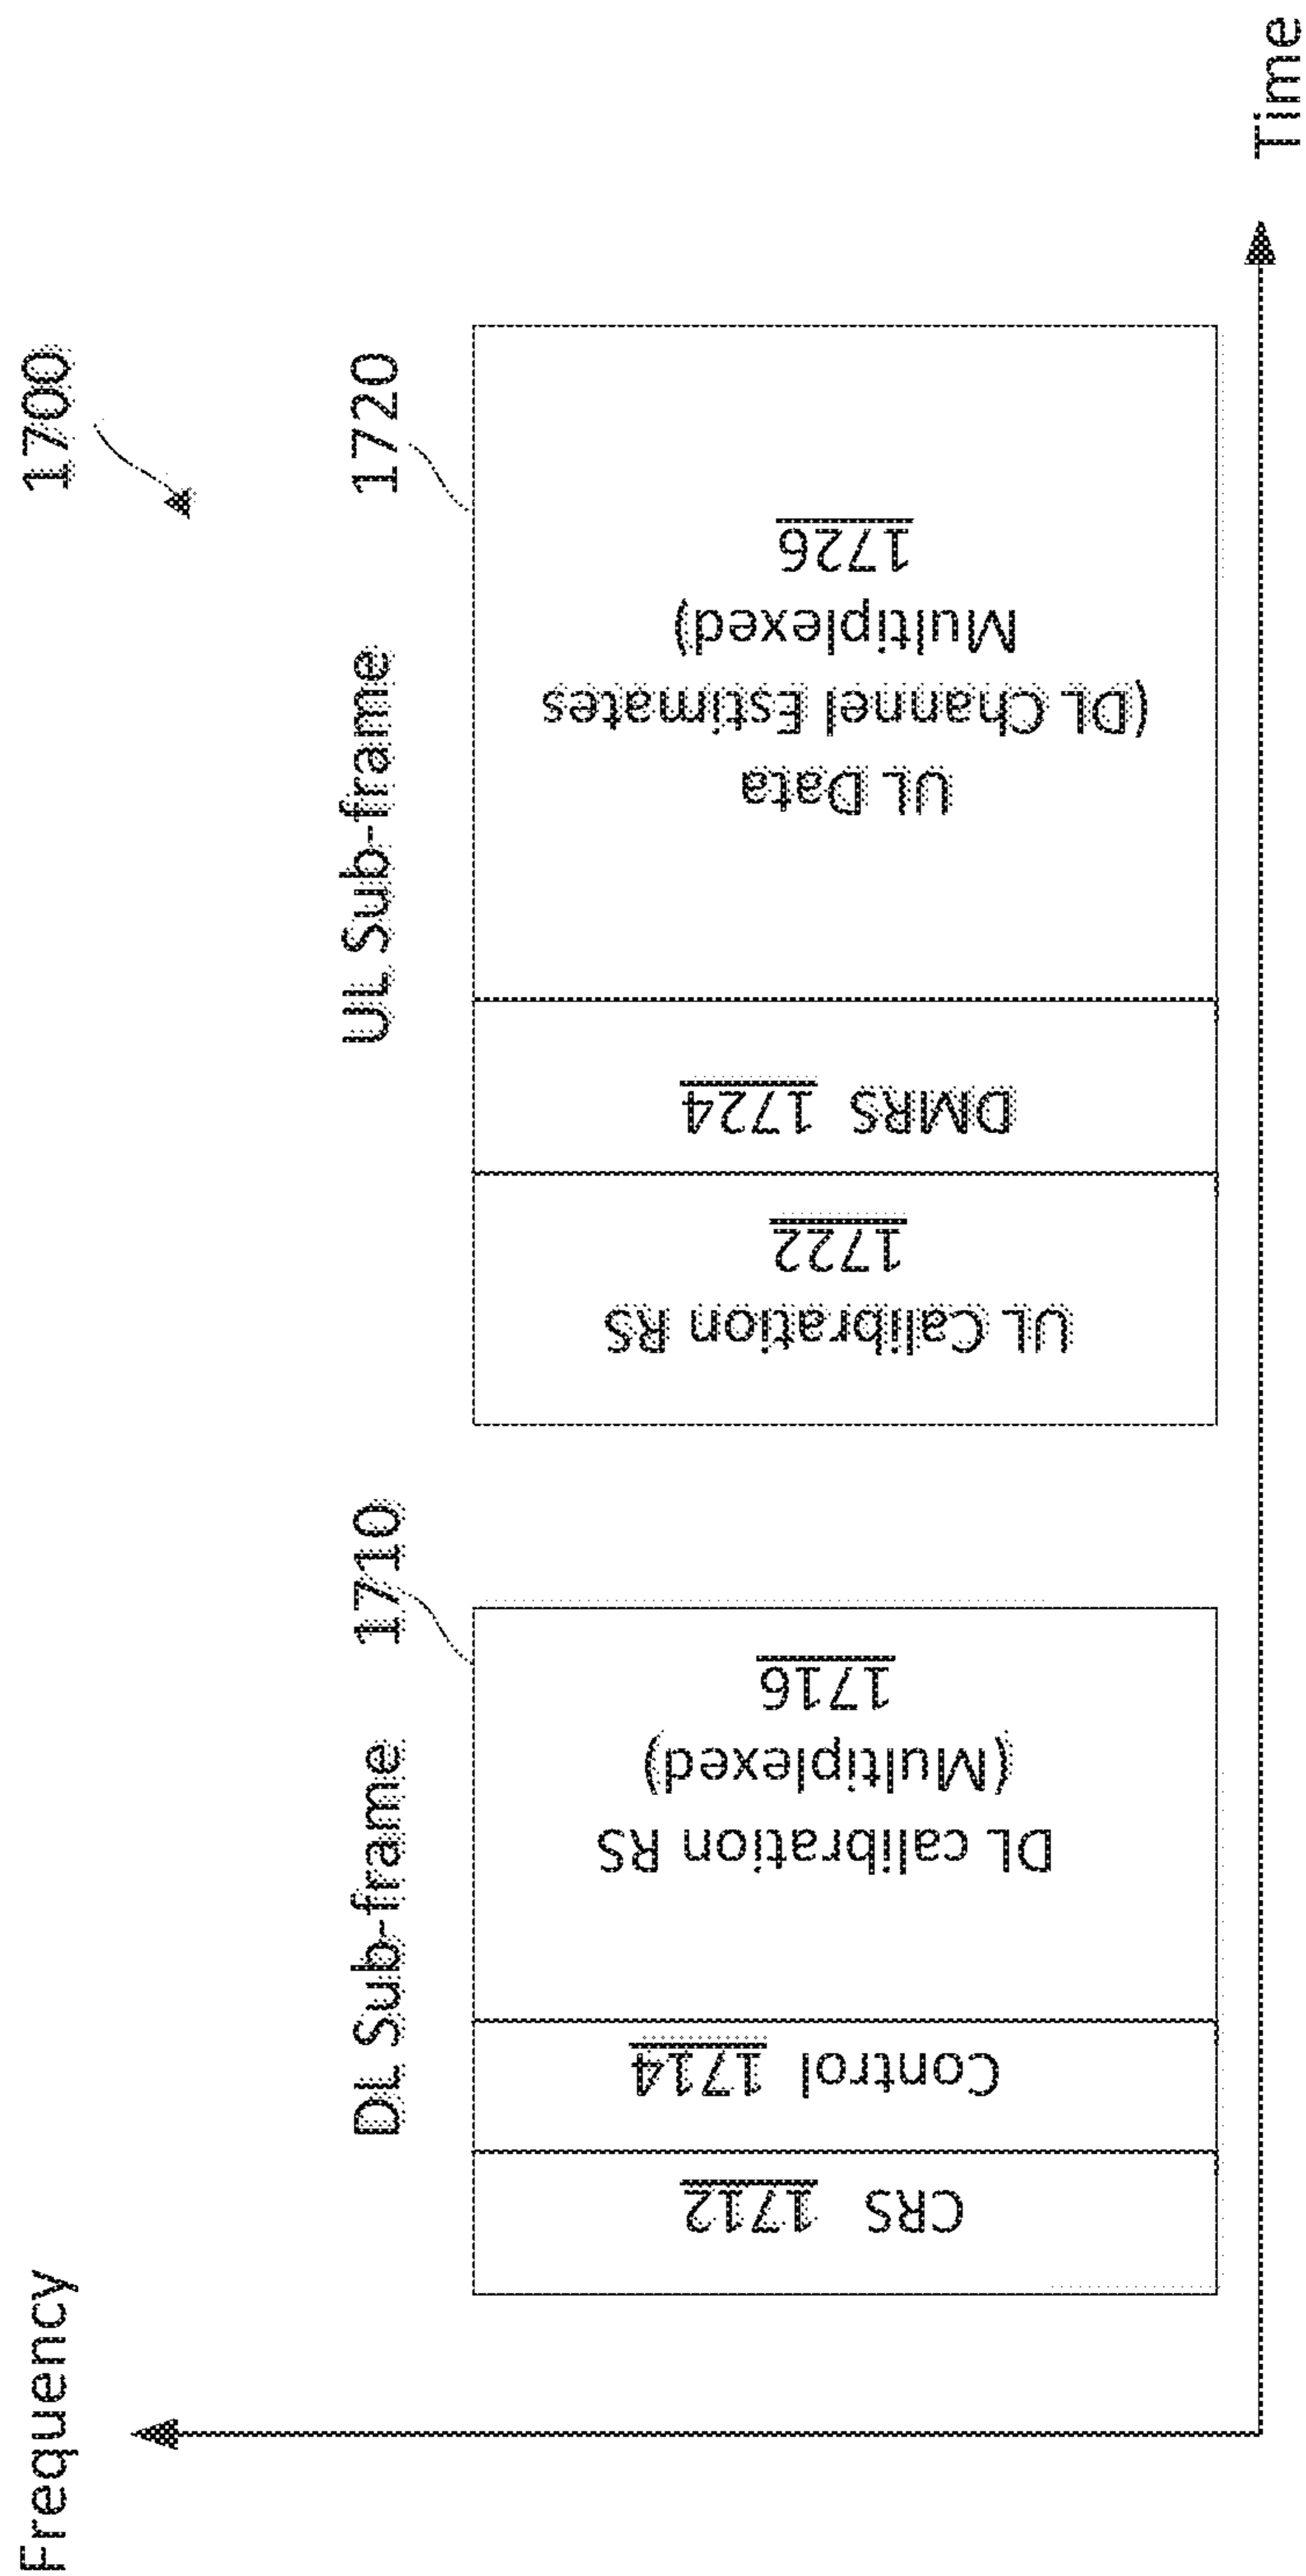 1700
Frequency
DL Sub-frame
1710
UL Sub-frame
1720
CRS 1712
Control 1714
DL calibration RS
(Multiplexed)
1716
UL Calibration RS
1722
DMRS 1724
UL Data
(DL Channel Estimates
Multiplexed)
1726
Time